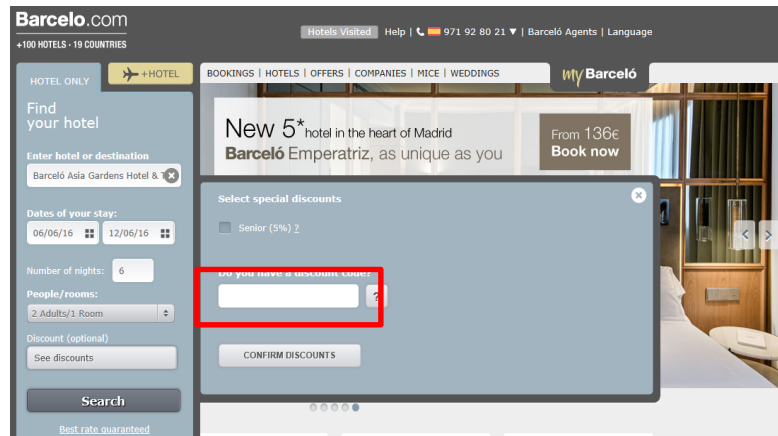 Barcelo.com
+100 HOTELS - 19 COUNTRIES
Hotels Visited Help | 971 92 80 21 ▼ | Barceló Agents | Language
HOTEL ONLY
+HOTEL
BOOKINGS | HOTELS | OFFERS | COMPANIES | MICE | WEDDINGS
my Barceló
Find
your hotel
Enter hotel or destination
Barceló Asia Gardens Hotel & T
Dates of your stay:
06/06/16
12/06/16
Number of nights: 6
People/rooms:
2 Adults/1 Room
Discount (optional)
See discounts
Search
Best rate guaranteed
New 5* hotel in the heart of Madrid
Barceló Emperatriz, as unique as you
From 136€
Book now
Select special discounts
Senior (5%) ?
Do you have a discount code?
?
CONFIRM DISCOUNTS